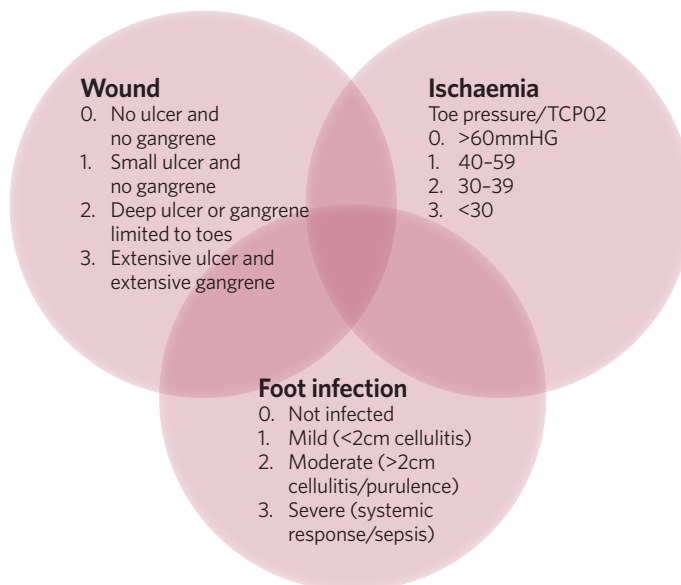 Wound
0. No ulcer and
no gangrene
1. Small ulcer and
no gangrene
2. Deep ulcer or gangrene
limited to toes
3. Extensive ulcer and
extensive gangrene
Ischaemia
Toe pressure/TCP02
0. >60mmHG
1. 40–59
2. 30–39
3. <30
Foot infection
0. Not infected
1. Mild (<2cm cellulitis)
2. Moderate (>2cm
cellulitis/purulence)
3. Severe (systemic
response/sepsis)